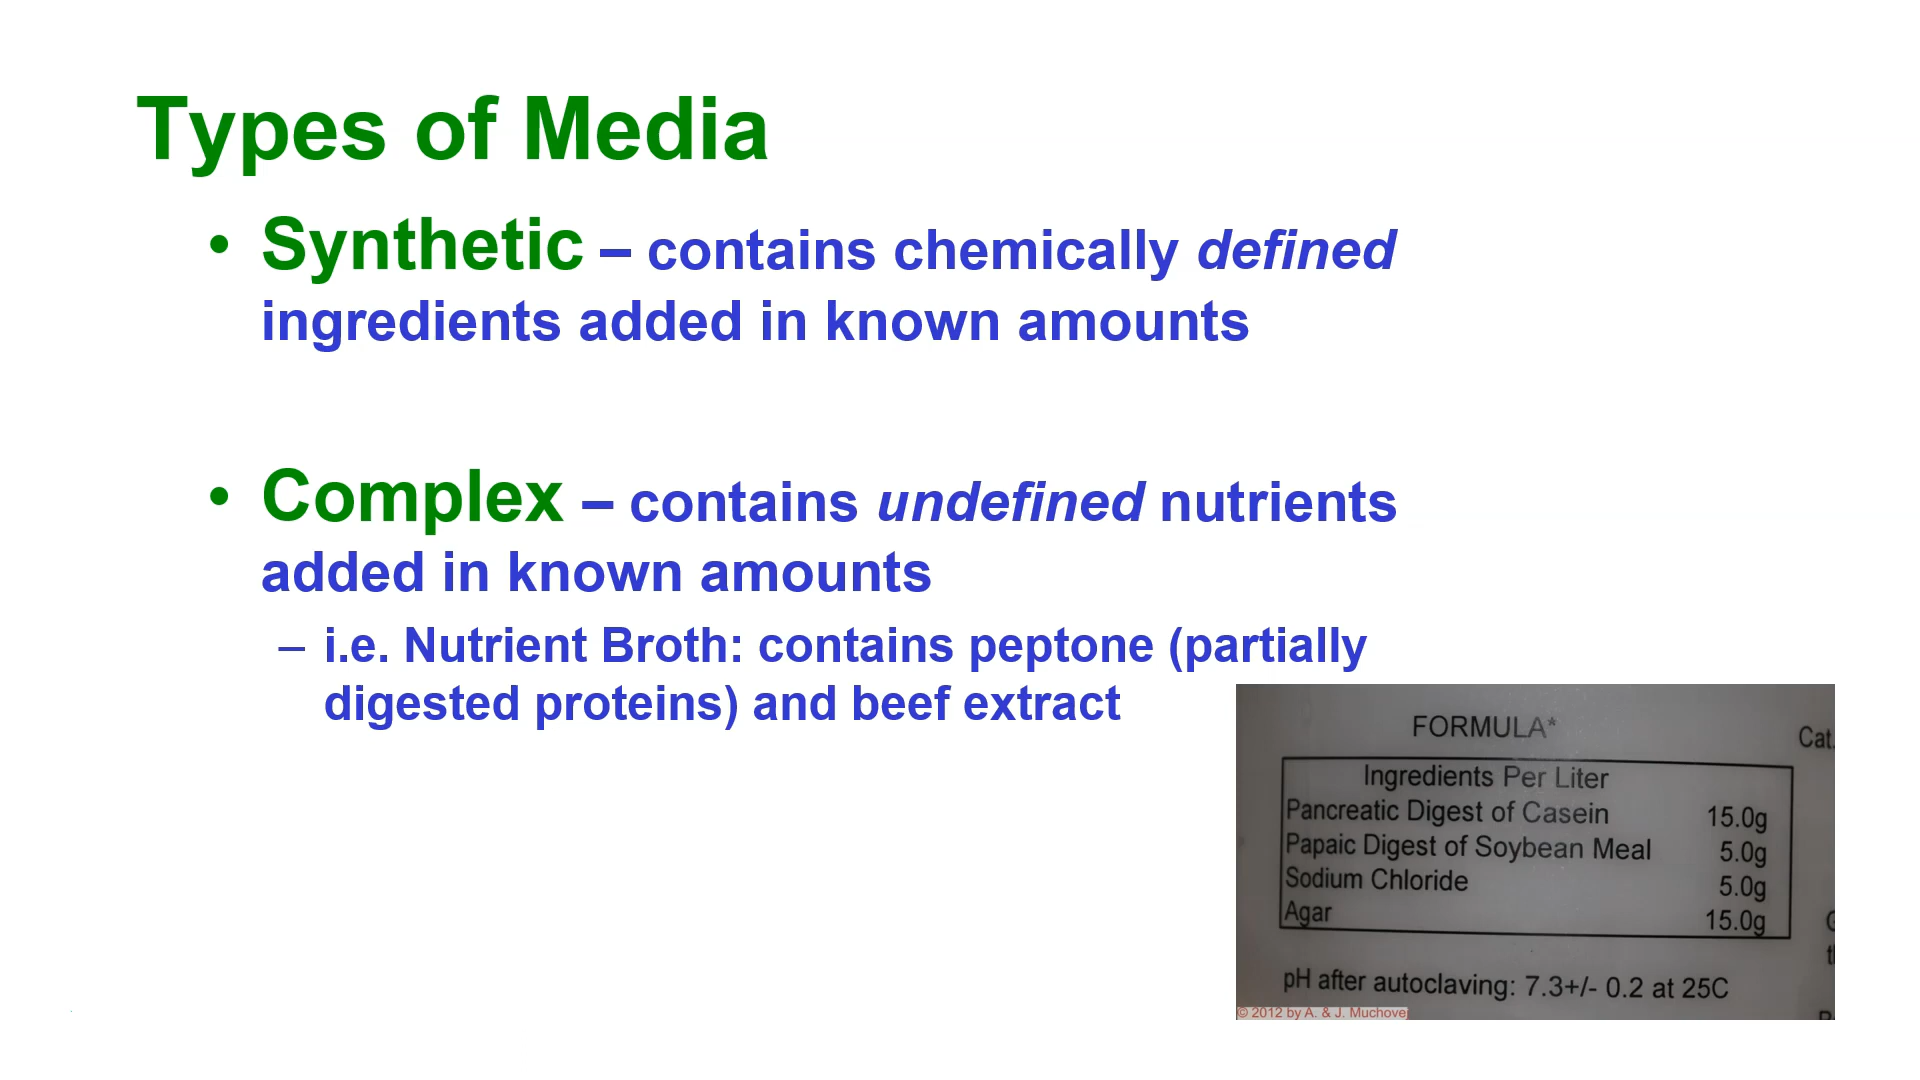 Types of Media
• Synthetic – contains chemically defined
ingredients added in known amounts
• Complex – contains undefined nutrients
added in known amounts
– i.e. Nutrient Broth: contains peptone (partially
digested proteins) and beef extract
FORMULA*
Cat.
Ingredients Per Liter
Pancreatic Digest of Casein 15.0g
Papaic Digest of Soybean Meal 5.0g
Sodium Chloride 5.0g
Agar 15.0g
pH after autoclaving: 7.3+/- 0.2 at 25C
© 2012 by A. & J. Muchove